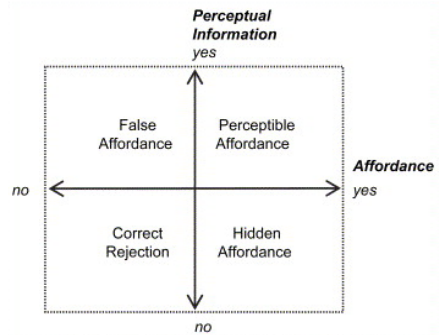 Perceptual
Information
yes
False
Affordance
Perceptible
Affordance
Affordance
no
yes
Correct
Rejection
Hidden
Affordance
no